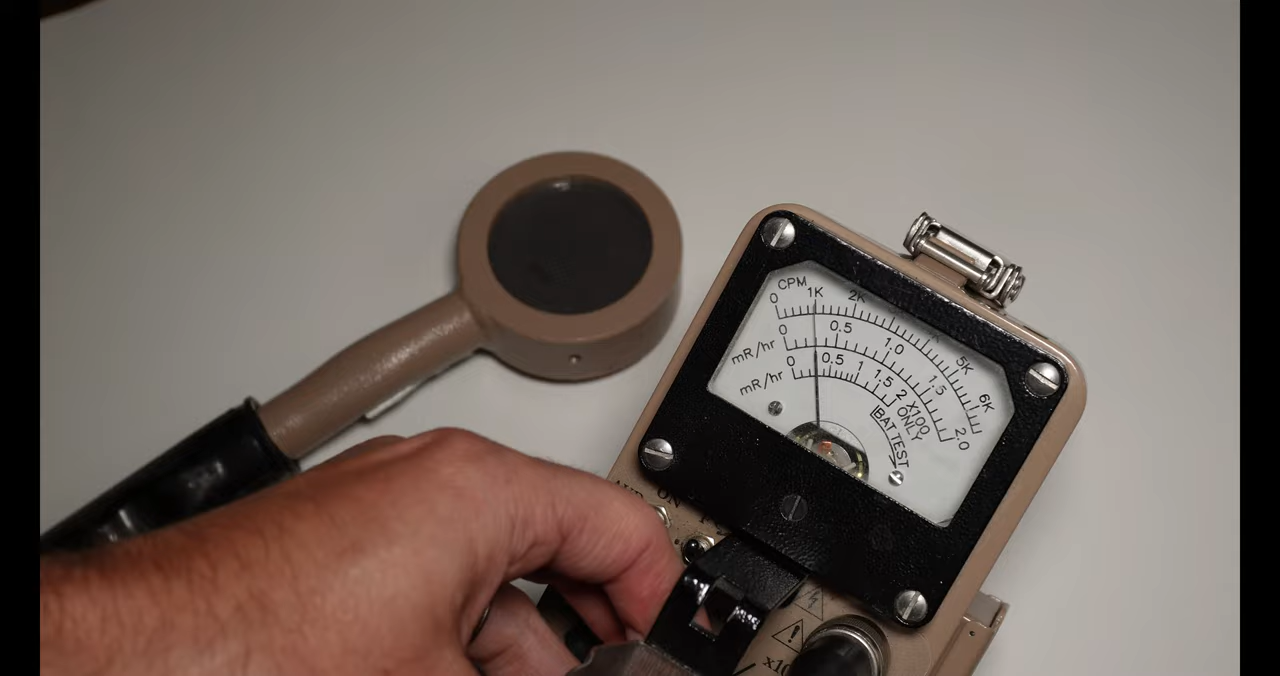 CPM
0 1K 2K 5K 6K
mR/hr 0 0.5 1.0 1.5 2.0
mR/hr 0 0.5 1 1.5 2 X100 ONLY
BAT TEST
ON